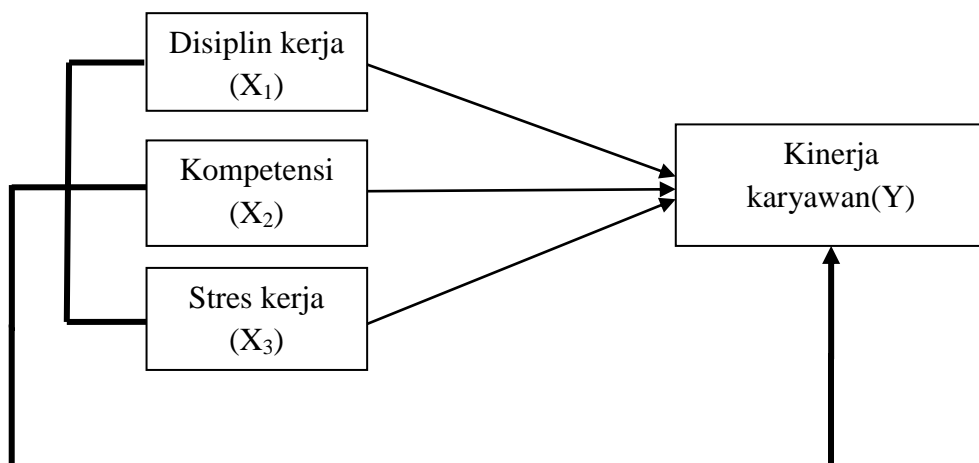 Disiplin kerja
(X₁)
Kompetensi
(X₂)
Stres kerja
(X₃)
Kinerja
karyawan(Y)